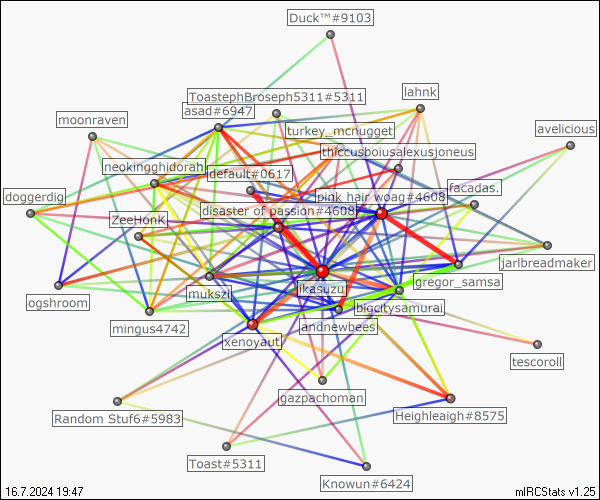 Duck™#9103
ToastephBroseph5311#5311
lahnk
asad#6947
moonraven
turkey_mcnugget
avelicious
thiccusboiusalexusjoneus
neokingghidorah
default#0617
facadas.
doggerdig
pink hair woag#4608
disaster of passion#4608
ZeeHonK
jarlbreadmaker
gregor_samsa
ikasuzu
mukszi
ogshroom
bigcitysamurai
mingus4742
andnewbees
xenoyaut
tescoroll
gazpachoman
Heighleaigh#8575
Random Stuf6#5983
Toast#5311
Knowun#6424
16.7.2024 19:47
mIRCStats v1.25